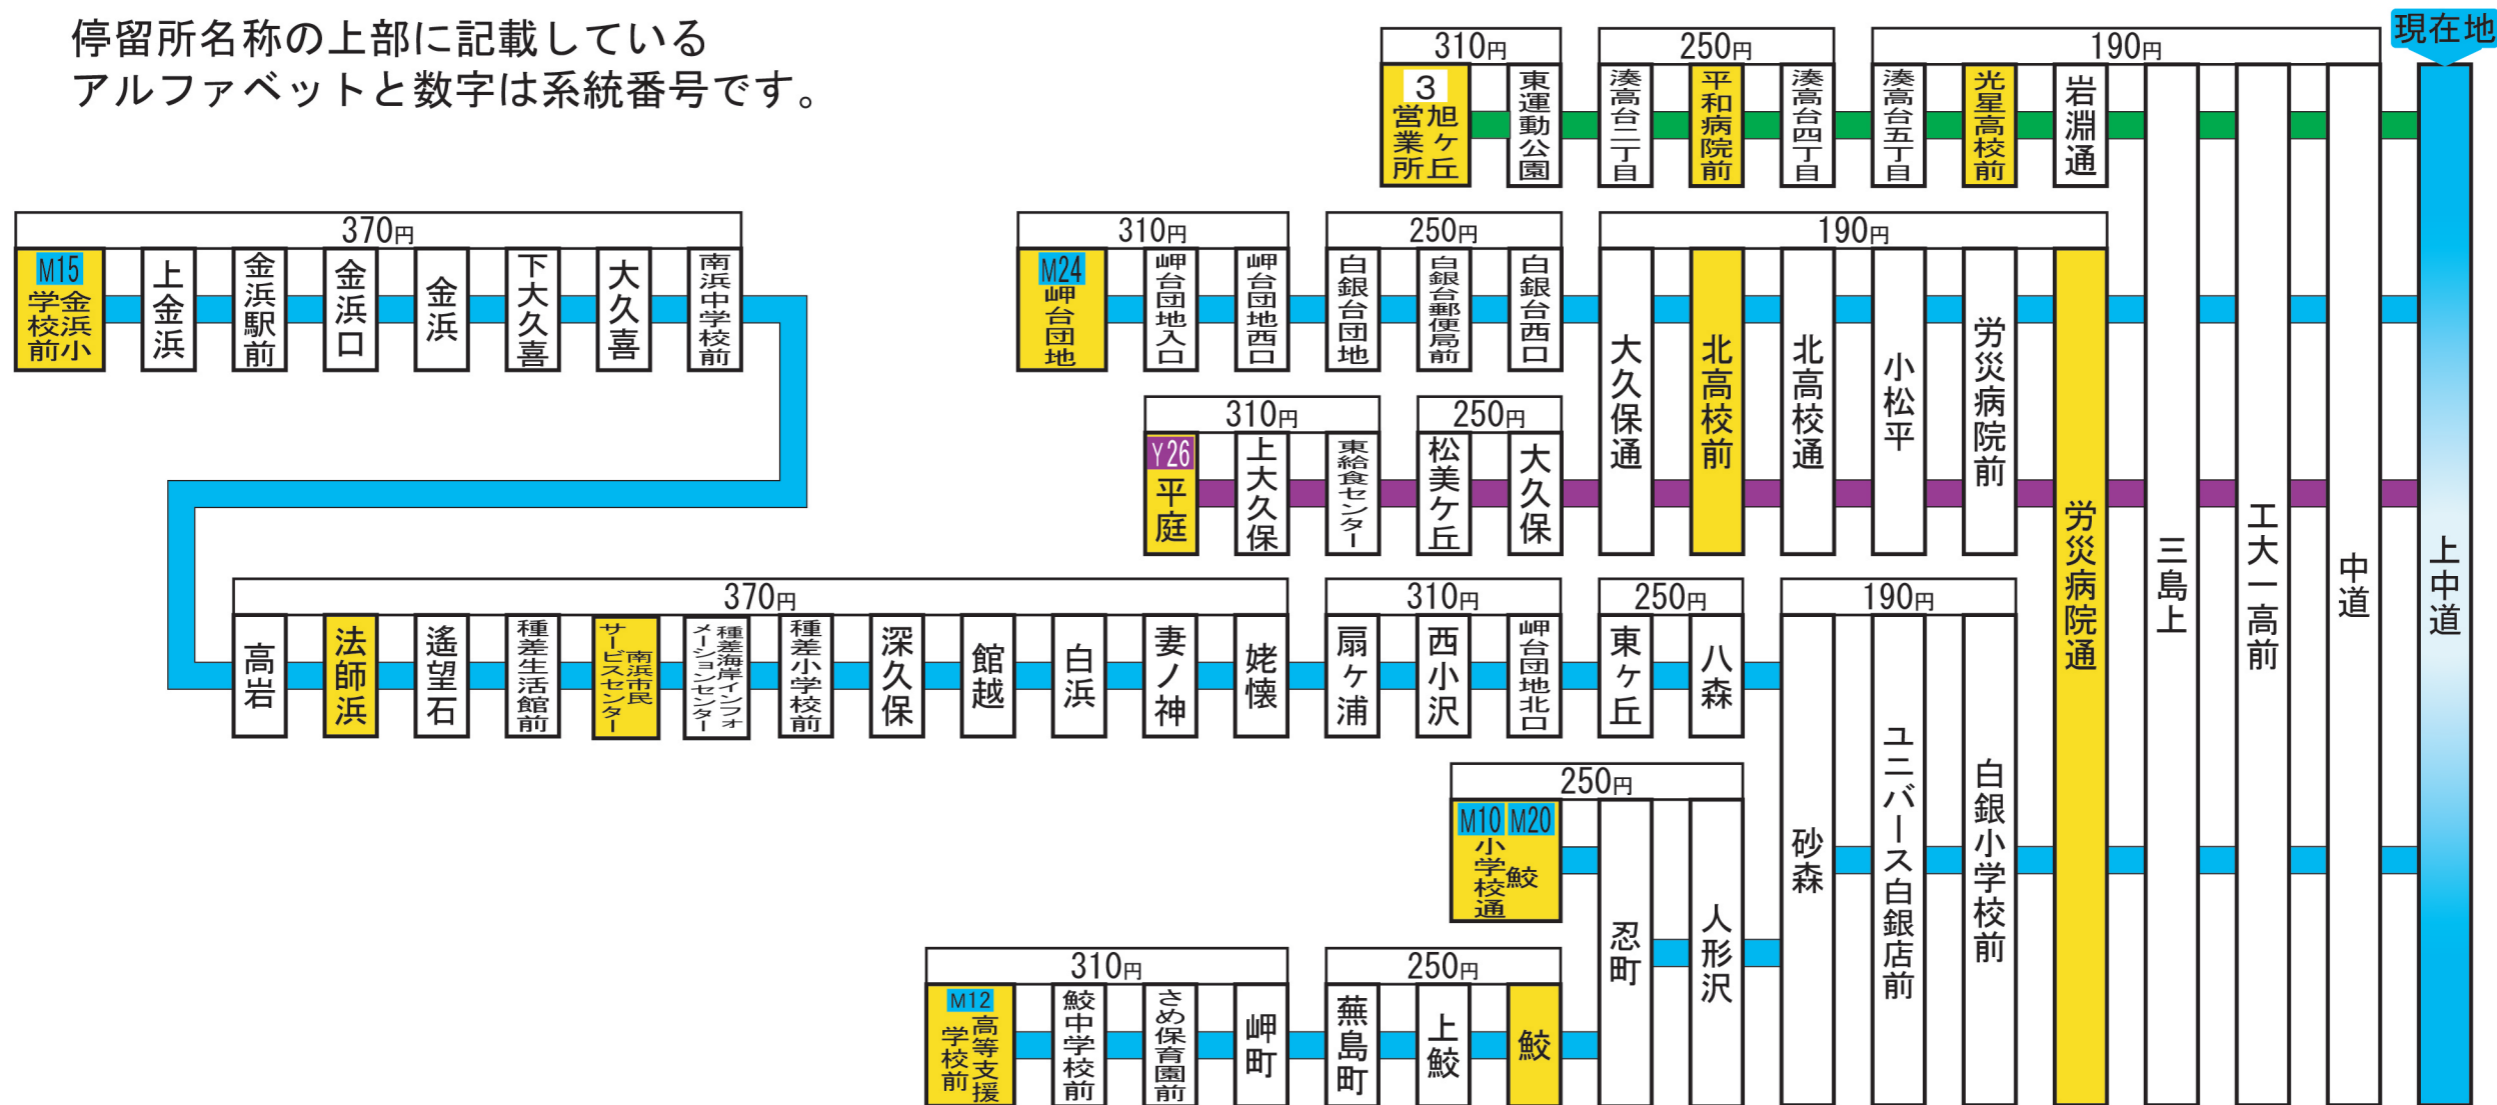 停留所名称の上部に記載している
アルファベットと数字は系統番号です。
現在地
310円
250円
190円
3
旭ヶ丘
営業所
東運動公園
湊高台二丁目
平和病院前
湊高台四丁目
湊高台五丁目
光星高校前
岩淵通
三島上
工大一高前
中道
上中道
370円
M15
金浜小
学校前
上金浜
金浜駅前
金浜口
金浜
下大久喜
大久喜
南浜中学校前
310円
250円
190円
M24
岬台団地
岬台団地入口
岬台団地西口
白銀台団地
白銀台郵便局前
白銀台西口
大久保通
北高校前
北高校通
小松平
労災病院前
労災病院通
310円
250円
Y26
平庭
上大久保
東給食センター
松美ケ丘
大久保
370円
310円
250円
190円
高岩
法師浜
遙望石
種差生活館前
南浜市民
サービスセンター
種差海岸インフォ
メーションセンター
種差小学校前
深久保
館越
白浜
妻ノ神
姥懐
扇ヶ浦
西小沢
岬台団地北口
東ヶ丘
八森
砂森
ユニバース白銀店前
白銀小学校前
250円
M10 M20
鮫
小学校通
忍町
人形沢
310円
250円
M12
高等支援
学校前
鮫中学校前
さめ保育園前
岬町
蕪島町
上鮫
鮫